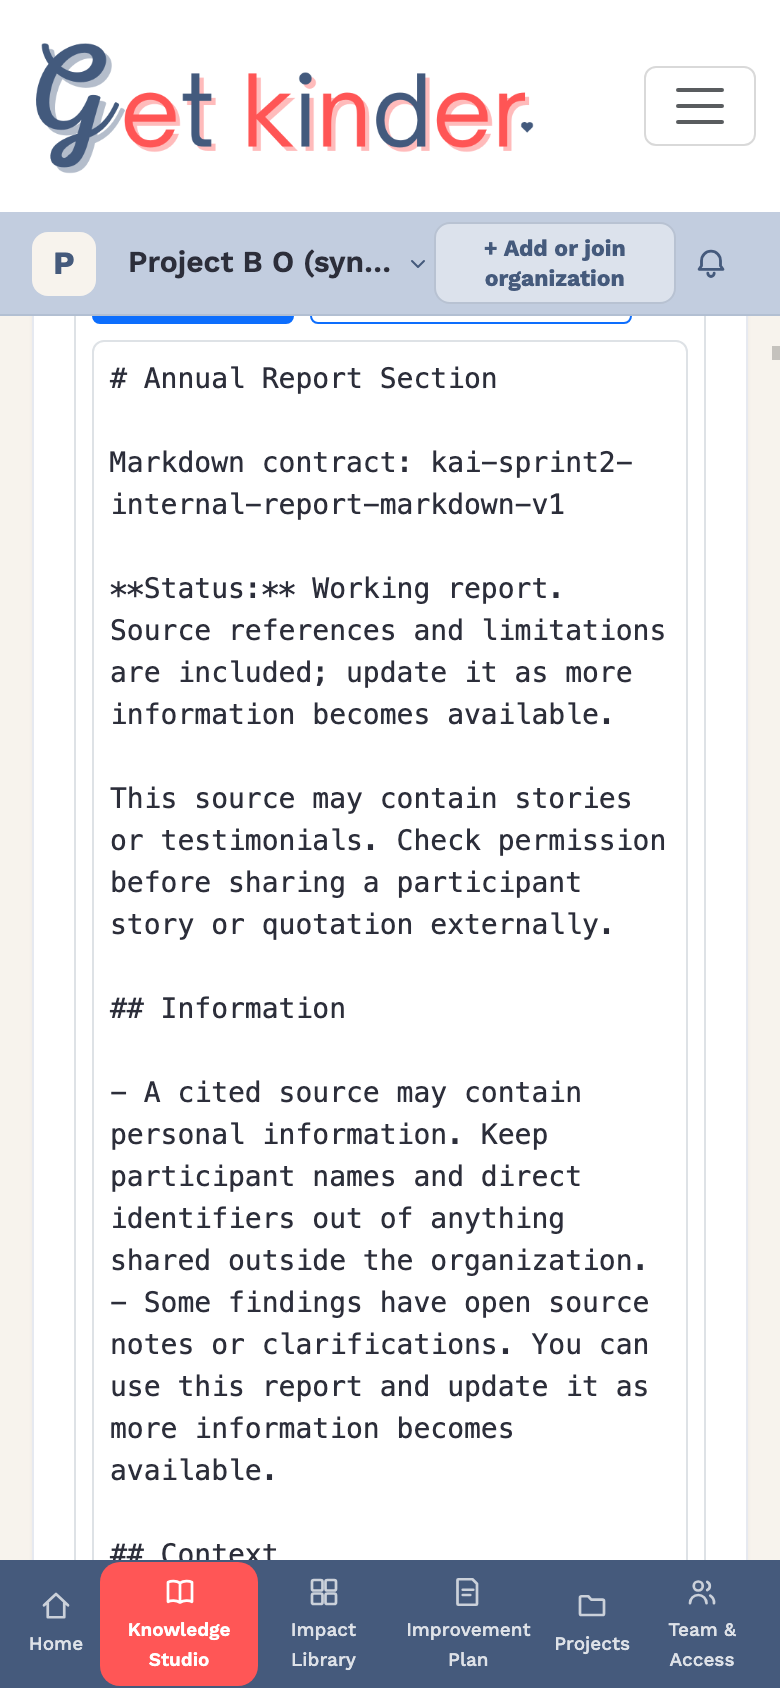 Get kinder
P
Project B O (syn...
+ Add or join
organization
# Annual Report Section
Markdown contract: kai-sprint2-
internal-report-markdown-v1
**Status:** Working report.
Source references and limitations
are included; update it as more
information becomes available.
This source may contain stories
or testimonials. Check permission
before sharing a participant
story or quotation externally.
## Information
- A cited source may contain
personal information. Keep
participant names and direct
identifiers out of anything
shared outside the organization.
- Some findings have open source
notes or clarifications. You can
use this report and update it as
more information becomes
available.
## Context
Home
Knowledge
Studio
Impact
Library
Improvement
Plan
Projects
Team &
Access